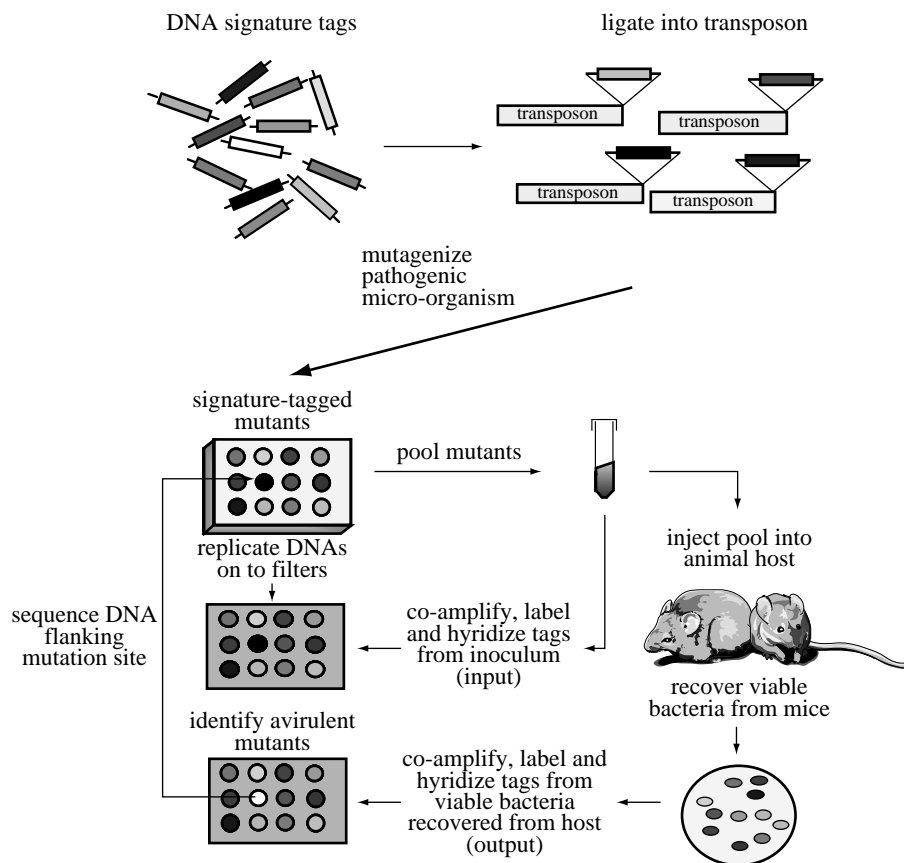 DNA signature tags
ligate into transposon
transposon
transposon
transposon
transposon
mutagenize
pathogenic
micro-organism
signature-tagged
mutants
pool mutants
inject pool into
animal host
replicate DNAs
on to filters
sequence DNA
flanking
mutation site
co-amplify, label
and hyridize tags
from inoculum
(input)
recover viable
bacteria from mice
identify avirulent
mutants
co-amplify, label and
hyridize tags from
viable bacteria
recovered from host
(output)